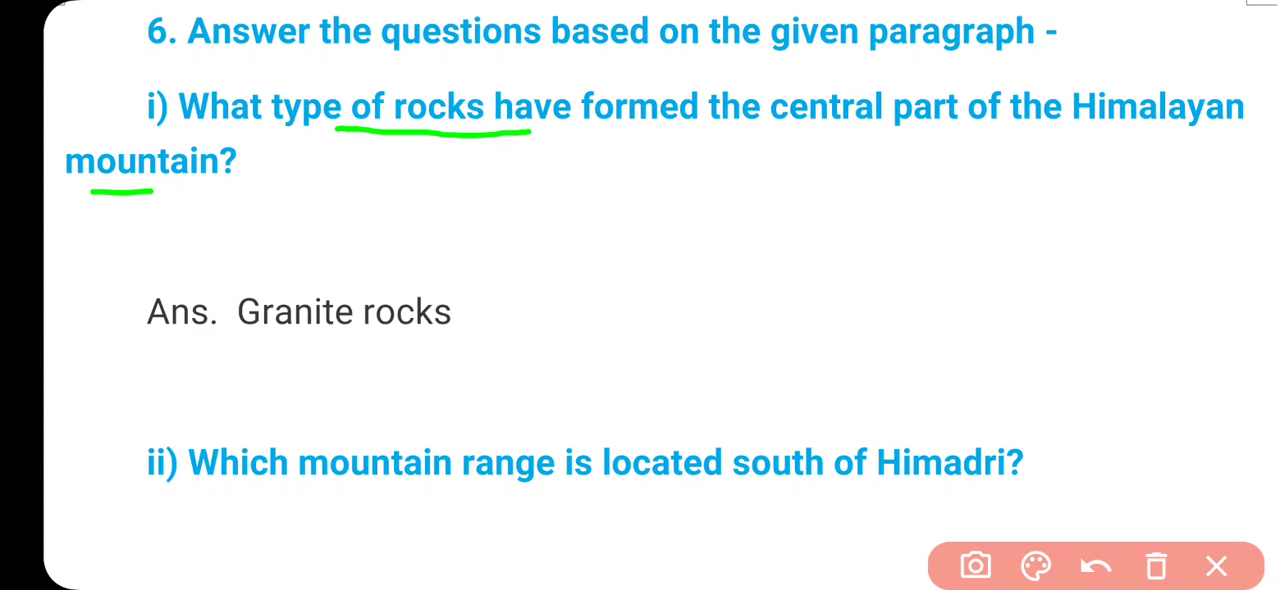 6. Answer the questions based on the given paragraph -
i) What type of rocks have formed the central part of the Himalayan
mountain?
Ans. Granite rocks
ii) Which mountain range is located south of Himadri?